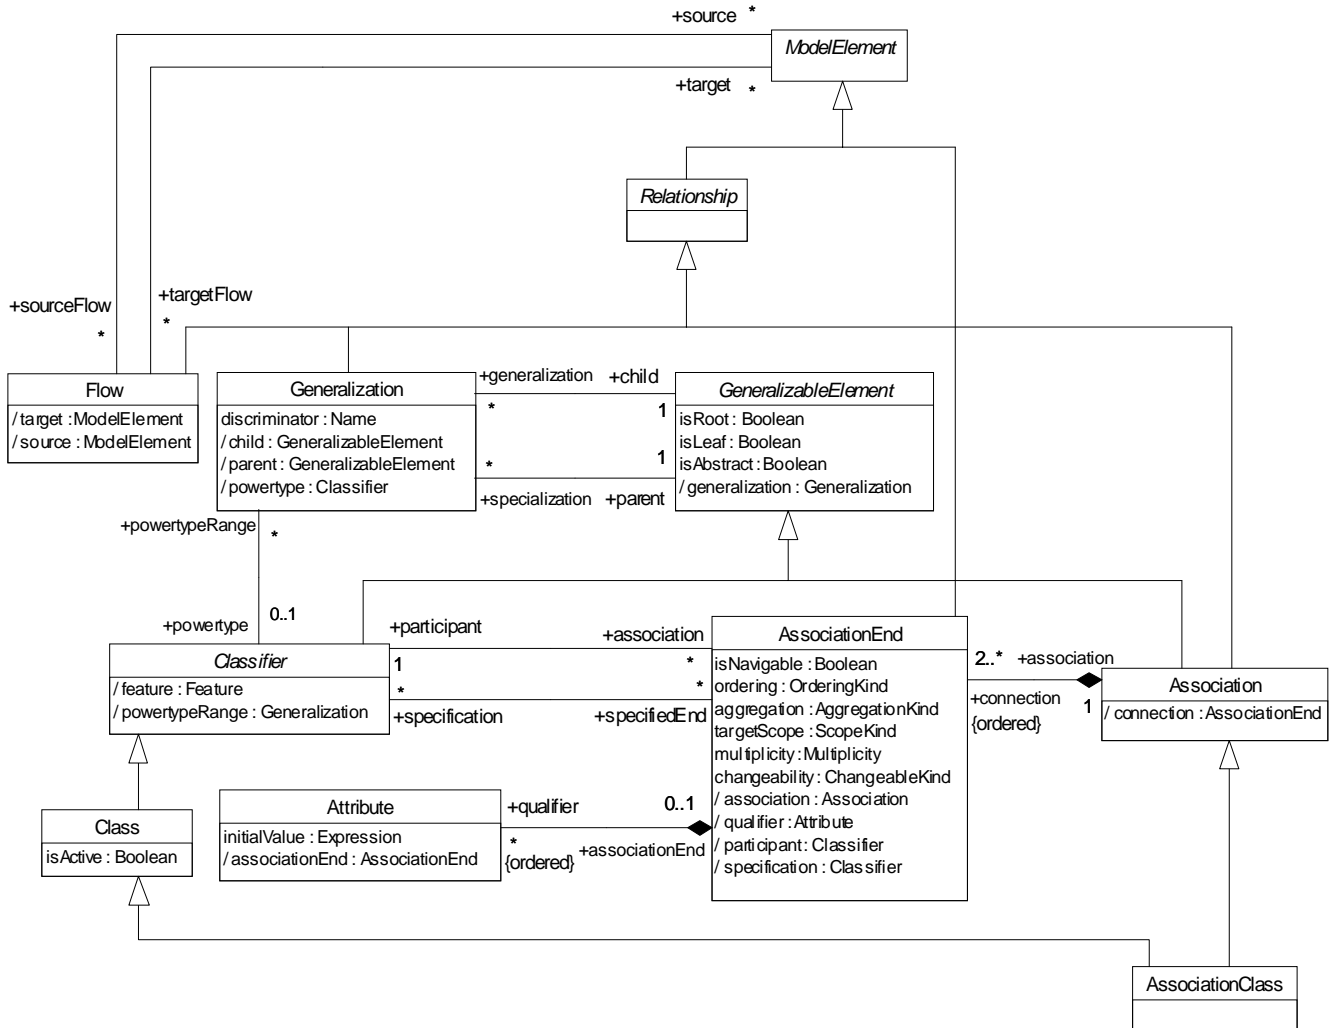 +source *
ModelElement
+target *
Relationship
+sourceFlow
*
+targetFlow
*
Flow
/ target : ModelElement
/ source : ModelElement
Generalization
discriminator : Name
/ child : GeneralizableElement
/ parent : GeneralizableElement
/ powertype : Classifier
+generalization +child
* 1
* 1
+specialization +parent
GeneralizableElement
isRoot : Boolean
isLeaf : Boolean
isAbstract : Boolean
/ generalization : Generalization
+powertypeRange
*
0..1
+powertype
Classifier
/ feature : Feature
/ powertypeRange : Generalization
+participant +association
1 *
* *
+specification +specifiedEnd
AssociationEnd
isNavigable : Boolean
ordering : OrderingKind
aggregation : AggregationKind
targetScope : ScopeKind
multiplicity : Multiplicity
changeability : ChangeableKind
/ association : Association
/ qualifier : Attribute
/ participant : Classifier
/ specification : Classifier
2..* +association
+connection 1
{ordered}
Association
/ connection : AssociationEnd
Class
isActive : Boolean
Attribute
initialValue : Expression
/ associationEnd : AssociationEnd
+qualifier 0..1
*
{ordered} +associationEnd
AssociationClass